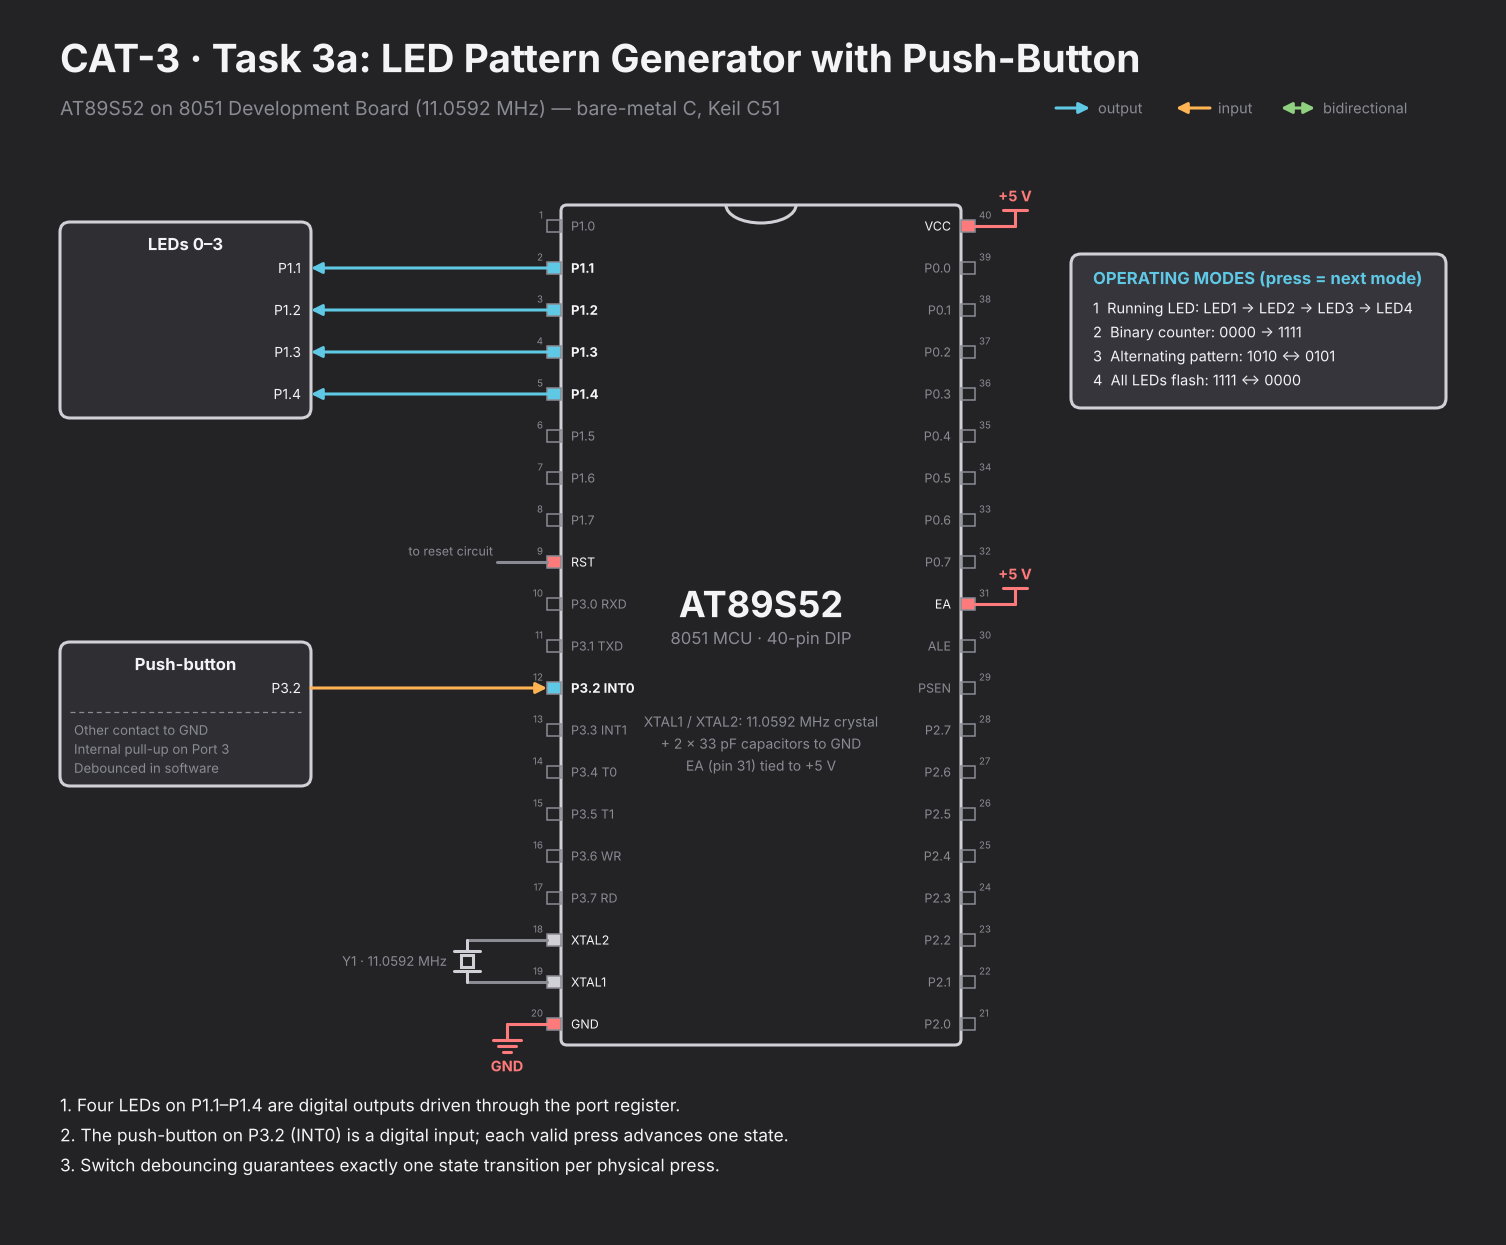 CAT-3 · Task 3a: LED Pattern Generator with Push-Button
AT89S52 on 8051 Development Board (11.0592 MHz) — bare-metal C, Keil C51
output
input
bidirectional
LEDs 0–3
P1.1
P1.2
P1.3
P1.4
Push-button
P3.2
Other contact to GND
Internal pull-up on Port 3
Debounced in software
to reset circuit
Y1 · 11.0592 MHz
GND
1 P1.0
2 P1.1
3 P1.2
4 P1.3
5 P1.4
6 P1.5
7 P1.6
8 P1.7
9 RST
10 P3.0 RXD
11 P3.1 TXD
12 P3.2 INT0
13 P3.3 INT1
14 P3.4 T0
15 P3.5 T1
16 P3.6 WR
17 P3.7 RD
18 XTAL2
19 XTAL1
20 GND
AT89S52
8051 MCU · 40-pin DIP
XTAL1 / XTAL2: 11.0592 MHz crystal
+ 2 × 33 pF capacitors to GND
EA (pin 31) tied to +5 V
+5 V
VCC 40
P0.0 39
P0.1 38
P0.2 37
P0.3 36
P0.4 35
P0.5 34
P0.6 33
P0.7 32
+5 V
EA 31
ALE 30
PSEN 29
P2.7 28
P2.6 27
P2.5 26
P2.4 25
P2.3 24
P2.2 23
P2.1 22
P2.0 21
OPERATING MODES (press = next mode)
1 Running LED: LED1 → LED2 → LED3 → LED4
2 Binary counter: 0000 → 1111
3 Alternating pattern: 1010 ↔ 0101
4 All LEDs flash: 1111 ↔ 0000
1. Four LEDs on P1.1–P1.4 are digital outputs driven through the port register.
2. The push-button on P3.2 (INT0) is a digital input; each valid press advances one state.
3. Switch debouncing guarantees exactly one state transition per physical press.